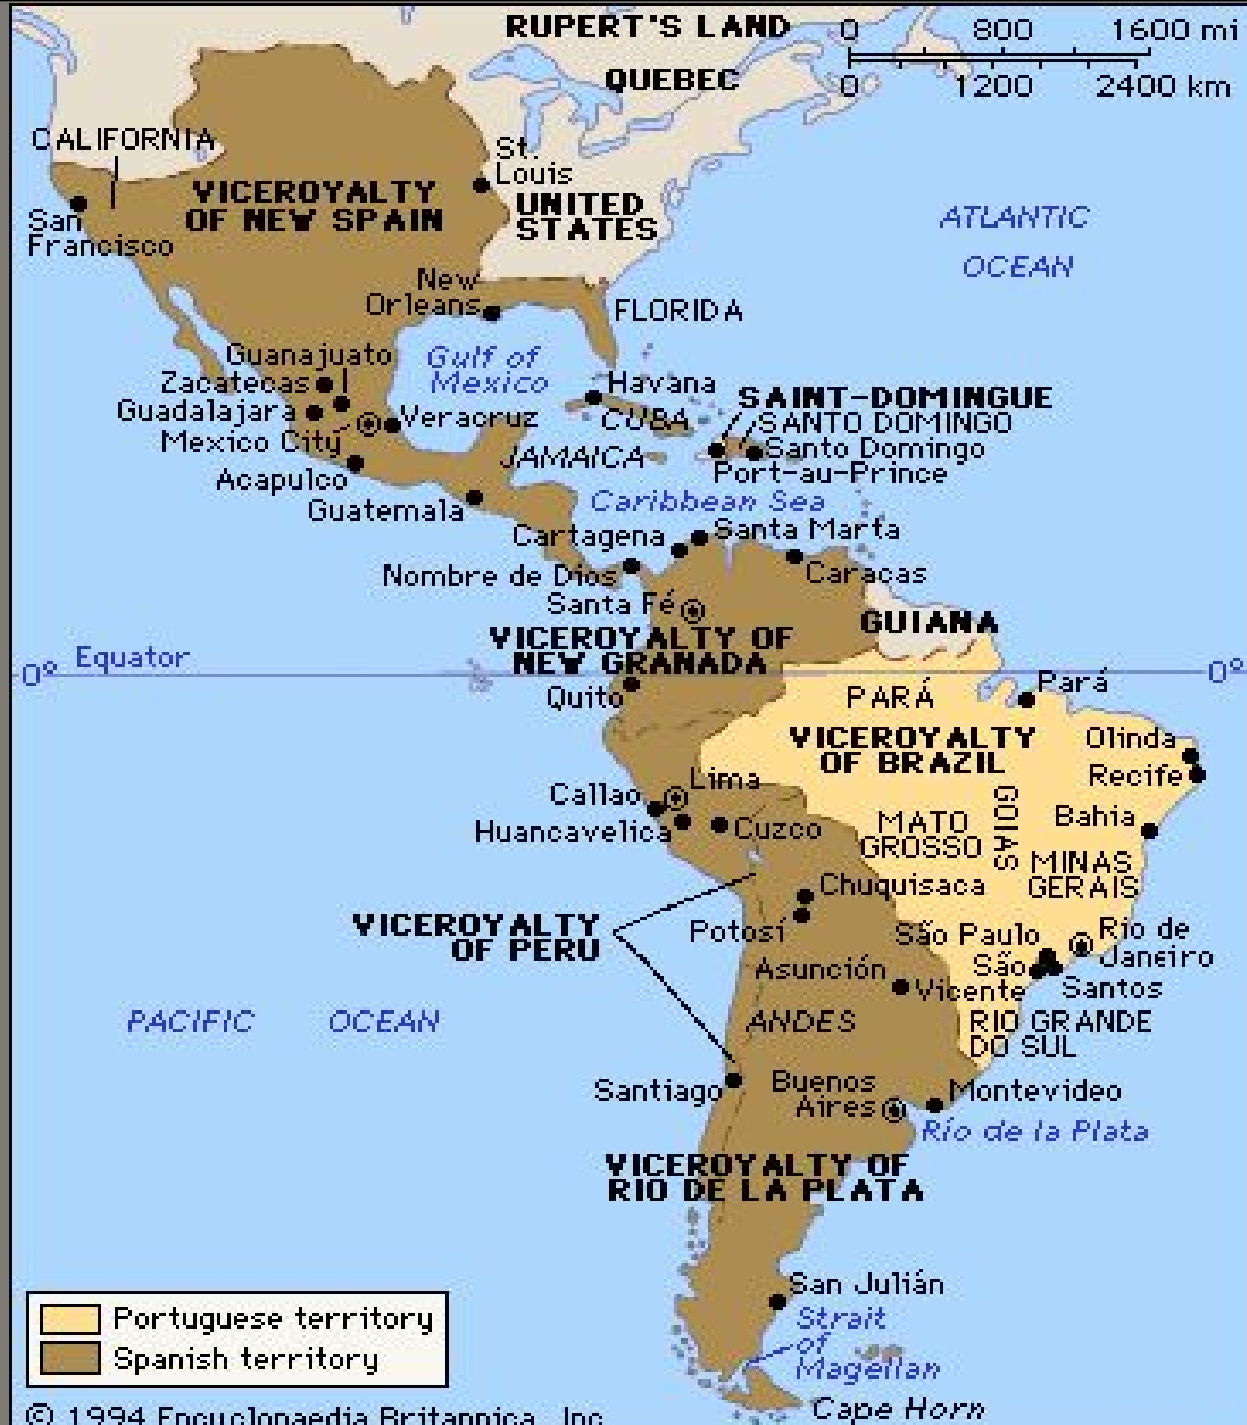 RUPERT'S LAND
0 800 1600 mi
QUEBEC
0 1200 2400 km
CALIFORNIA
St.
Louis
VICEROYALTY
OF NEW SPAIN
UNITED
STATES
San
Francisco
ATLANTIC
OCEAN
New
Orleans
FLORIDA
Guanajuato
Gulf of
Mexico
Zacatecas
Havana
Guadalajara
Veracruz
CUBA
SAINT-DOMINGUE
SANTO DOMINGO
Mexico City
JAMAICA
Santo Domingo
Port-au-Prince
Acapulco
Guatemala
Caribbean Sea
Cartagena
Santa Marta
Nombre de Dios
Caracas
Santa Fé
GUIANA
VICEROYALTY OF
NEW GRANADA
0° Equator 0°
Quito
PARÁ
Pará
VICEROYALTY
OF BRAZIL
Olinda
Recife
Lima
Callao
GOIAS
Bahia
Huancavelica
Cuzco
MATO
GROSSO
MINAS
GERAIS
Chuquisaca
VICEROYALTY
OF PERU
Potosí
São Paulo
Rio de
Janeiro
Asunción
São
Vicente
Santos
PACIFIC OCEAN
ANDES
RIO GRANDE
DO SUL
Santiago
Buenos
Aires
Montevideo
Río de la Plata
VICEROYALTY OF
RIO DE LA PLATA
San Julián
Strait
of
Magellan
Portuguese territory
Spanish territory
Cape Horn
© 1994 Encyclopaedia Britannica, Inc.